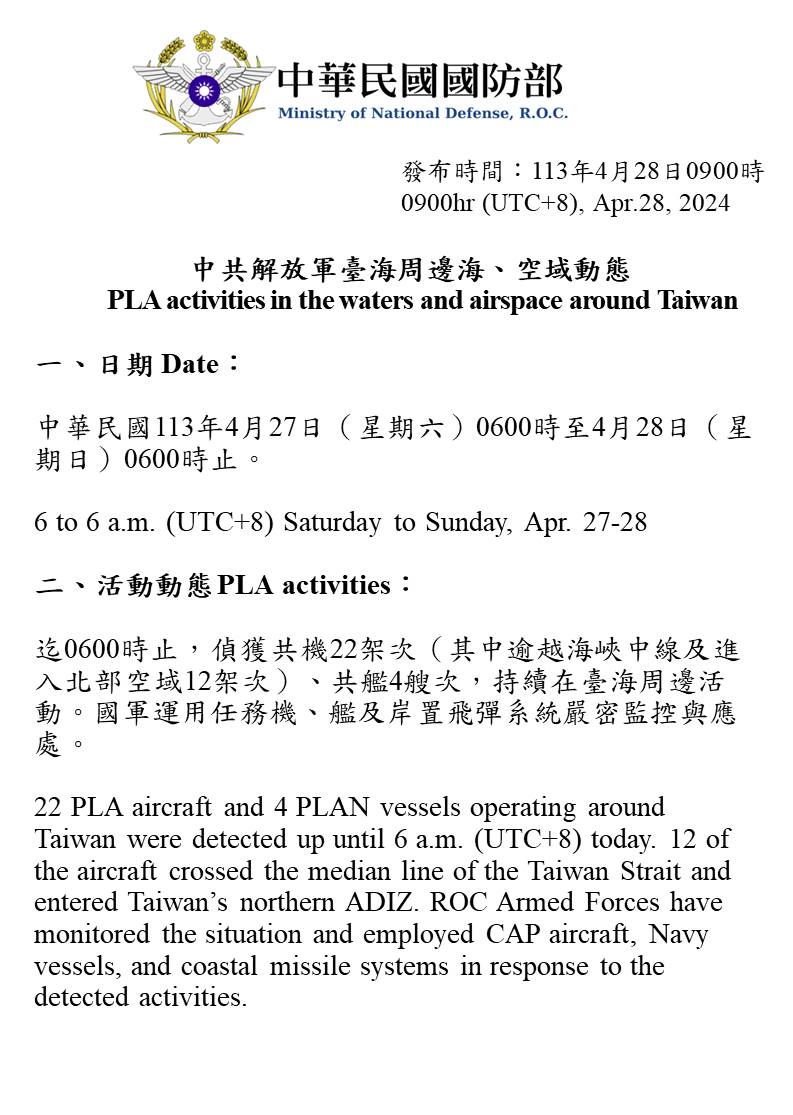 中華民國國防部
Ministry of National Defense, R.O.C.
發布時間：113年4月28日0900時
0900hr (UTC+8), Apr.28, 2024
中共解放軍臺海周邊海、空域動態
PLA activities in the waters and airspace around Taiwan
一、日期 Date：
中華民國113年4月27日（星期六）0600時至4月28日（星
期日）0600時止。
6 to 6 a.m. (UTC+8) Saturday to Sunday, Apr. 27-28
二、活動動態 PLA activities：
迄0600時止，偵獲共機22架次（其中逾越海峽中線及進
入北部空域12架次）、共艦4艘次，持續在臺海周邊活
動。國軍運用任務機、艦及岸置飛彈系統嚴密監控與應
處。
22 PLA aircraft and 4 PLAN vessels operating around
Taiwan were detected up until 6 a.m. (UTC+8) today. 12 of
the aircraft crossed the median line of the Taiwan Strait and
entered Taiwan’s northern ADIZ. ROC Armed Forces have
monitored the situation and employed CAP aircraft, Navy
vessels, and coastal missile systems in response to the
detected activities.